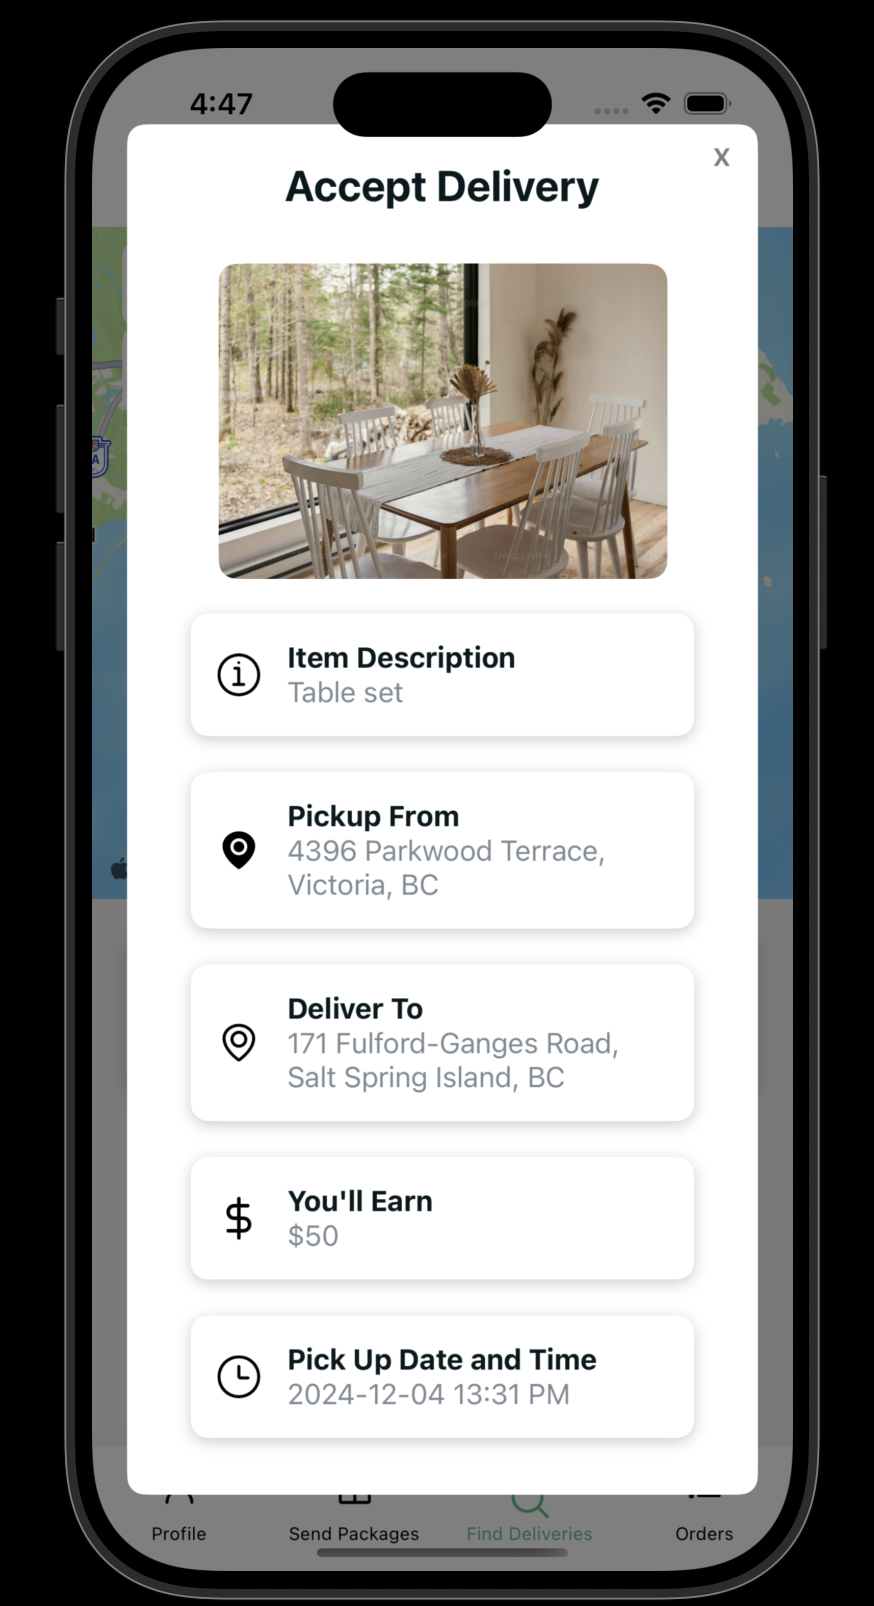 4:47
X
Accept Delivery
Unsplash+
Item Description
Table set
Pickup From
4396 Parkwood Terrace,
Victoria, BC
Deliver To
171 Fulford-Ganges Road,
Salt Spring Island, BC
You'll Earn
$50
Pick Up Date and Time
2024-12-04 13:31 PM
Profile
Send Packages
Find Deliveries
Orders